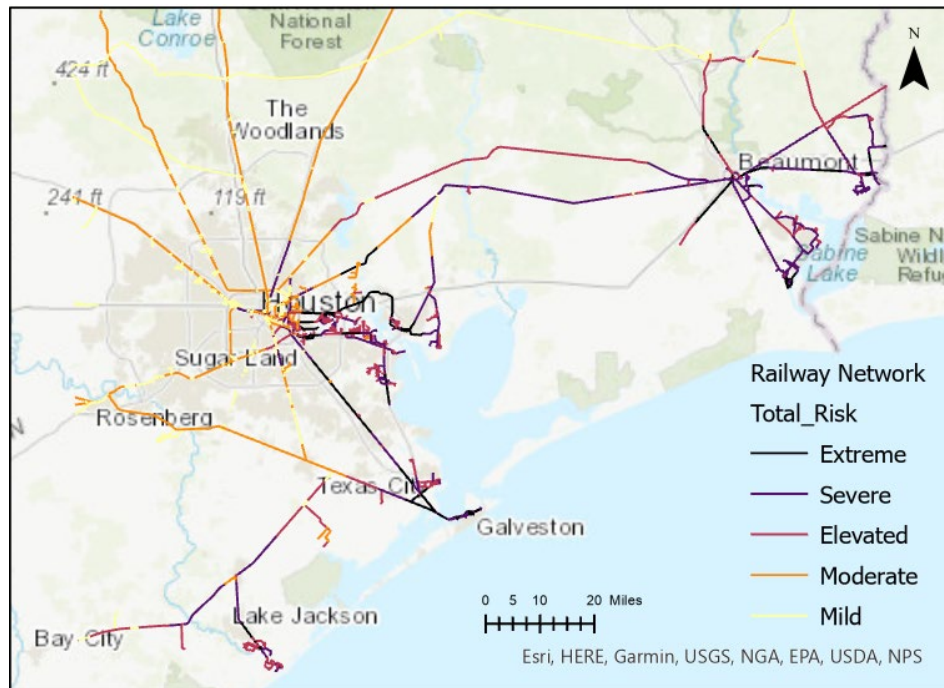 Lake
Conroe
National
Forest
N
424 ft
The
Woodlands
Beaumont
241 ft
119 ft
Sabine N
Wildl
Refug
Sabine
Lake
Houston
Sugar Land
Rosenberg
N
Texas City
Galveston
Lake Jackson
Bay City
Railway Network
Total_Risk
Extreme
Severe
Elevated
Moderate
Mild
0 5 10 20 Miles
Esri, HERE, Garmin, USGS, NGA, EPA, USDA, NPS